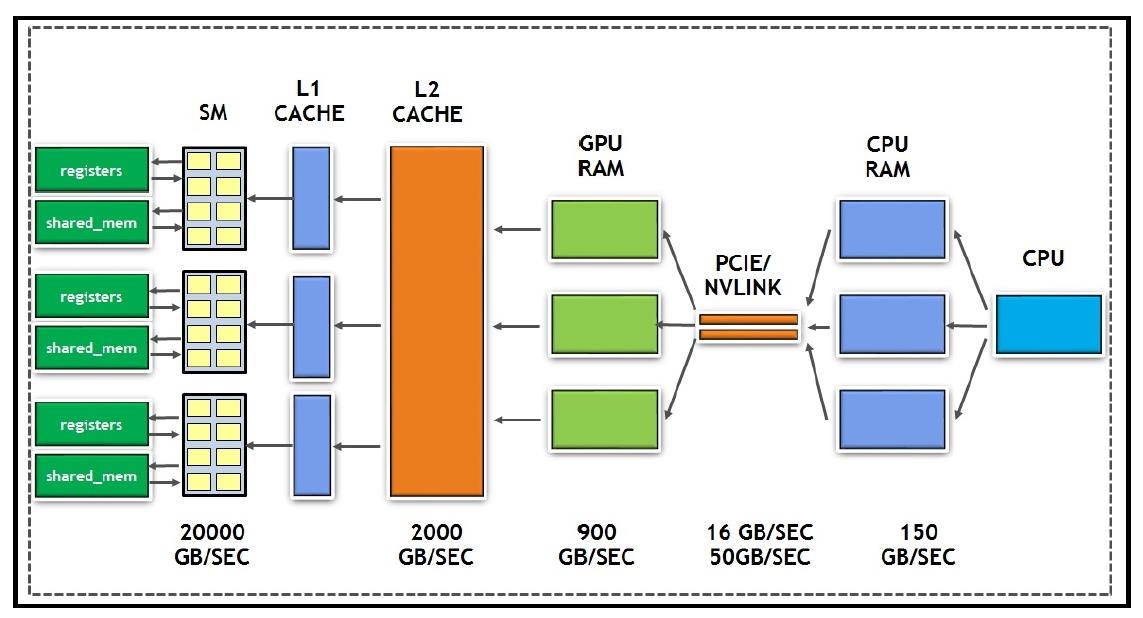 SM
L1
CACHE
L2
CACHE
GPU
RAM
CPU
RAM
PCIE/
NVLINK
CPU
registers
shared_mem
registers
shared_mem
registers
shared_mem
20000
GB/SEC
2000
GB/SEC
900
GB/SEC
16 GB/SEC
50GB/SEC
150
GB/SEC